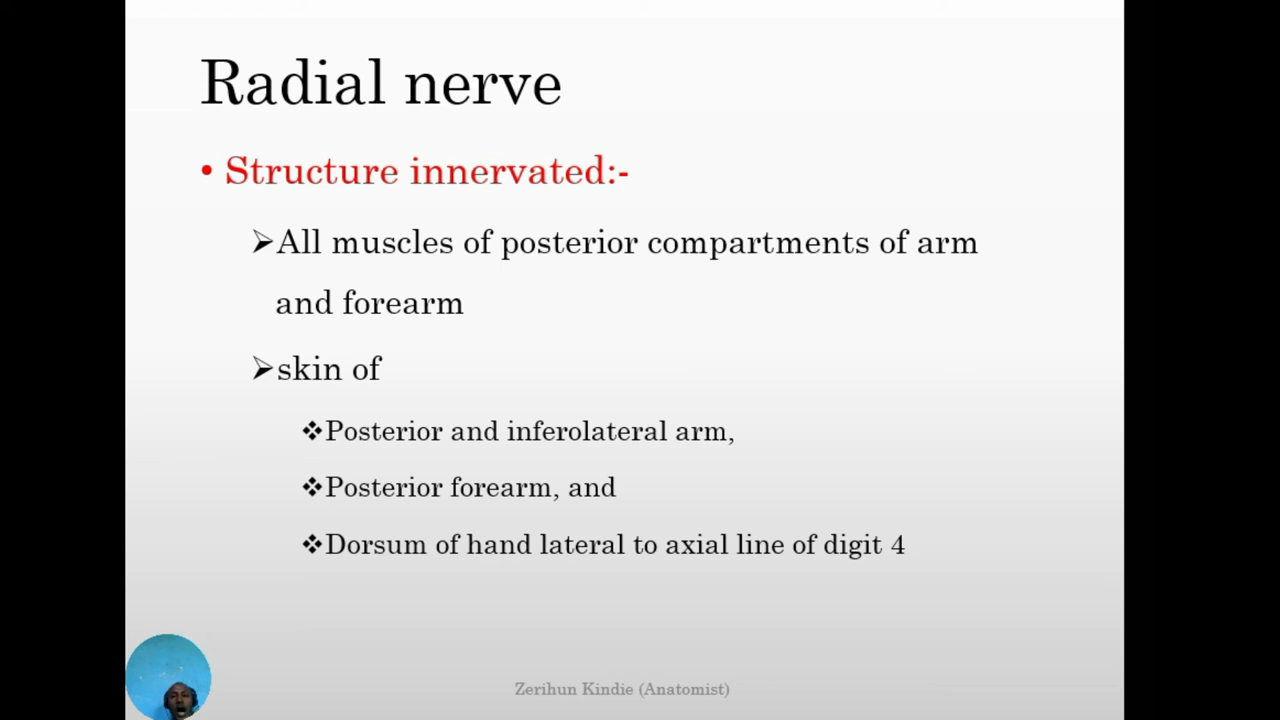 Radial nerve
• Structure innervated:-
➢All muscles of posterior compartments of arm
and forearm
➢skin of
❖Posterior and inferolateral arm,
❖Posterior forearm, and
❖Dorsum of hand lateral to axial line of digit 4
Zerihun Kindie (Anatomist)